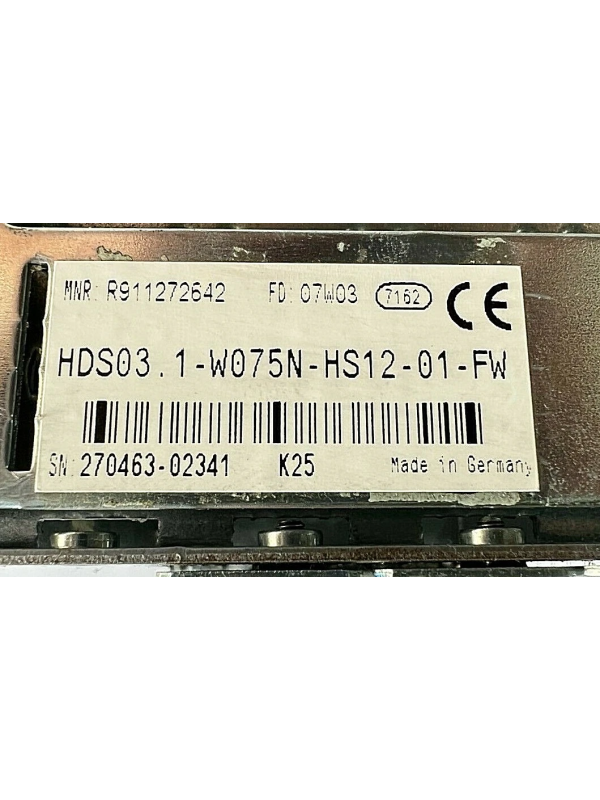 MNR: R911272642 FD: 07W03 7162 CE
HDS03.1-W075N-HS12-01-FW
SN: 270463-02341 K25 Made in Germany